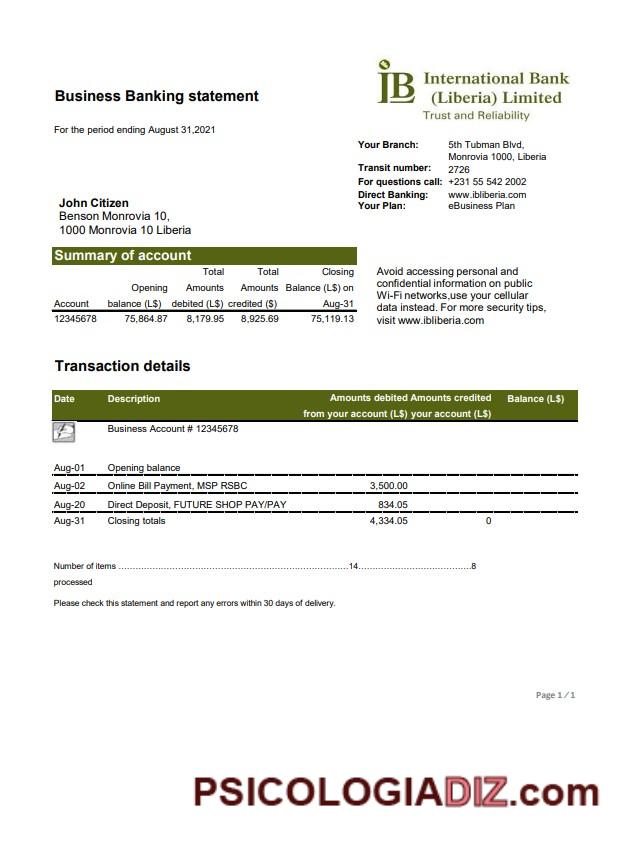 International Bank
(Liberia) Limited
Trust and Reliability
Business Banking statement
For the period ending August 31,2021
Your Branch: 5th Tubman Blvd,
Monrovia 1000, Liberia
Transit number: 2726
For questions call: +231 55 542 2002
Direct Banking: www.ibliberia.com
Your Plan: eBusiness Plan
John Citizen
Benson Monrovia 10,
1000 Monrovia 10 Liberia
Summary of account
Total Total Closing
Opening Amounts Amounts Balance (L$) on
Account balance (L$) debited (L$) credited ($) Aug-31
12345678 75,864.87 8,179.95 8,925.69 75,119.13
Avoid accessing personal and
confidential information on public
Wi-Fi networks,use your cellular
data instead. For more security tips,
visit www.ibliberia.com
Transaction details
Date Description Amounts debited Amounts credited Balance (L$)
from your account (L$) your account (L$)
Business Account # 12345678
Aug-01 Opening balance
Aug-02 Online Bill Payment, MSP RSBC 3,500.00
Aug-20 Direct Deposit, FUTURE SHOP PAY/PAY 834.05
Aug-31 Closing totals 4,334.05 0
Number of items ................................................................................14.........................................8
processed
Please check this statement and report any errors within 30 days of delivery.
Page 1 / 1
PSICOLOGIADIZ.com